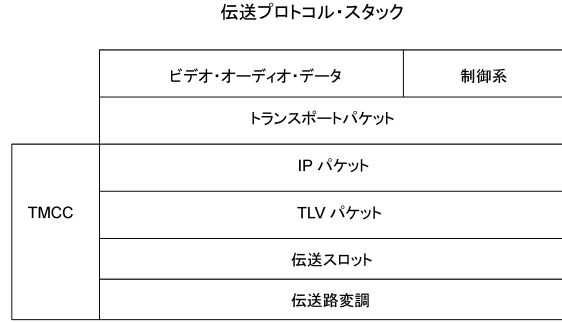 伝送プロトコル・スタック
ビデオ・オーディオ・データ
制御系
トランスポートパケット
IP パケット
TMCC
TLV パケット
伝送スロット
伝送路変調